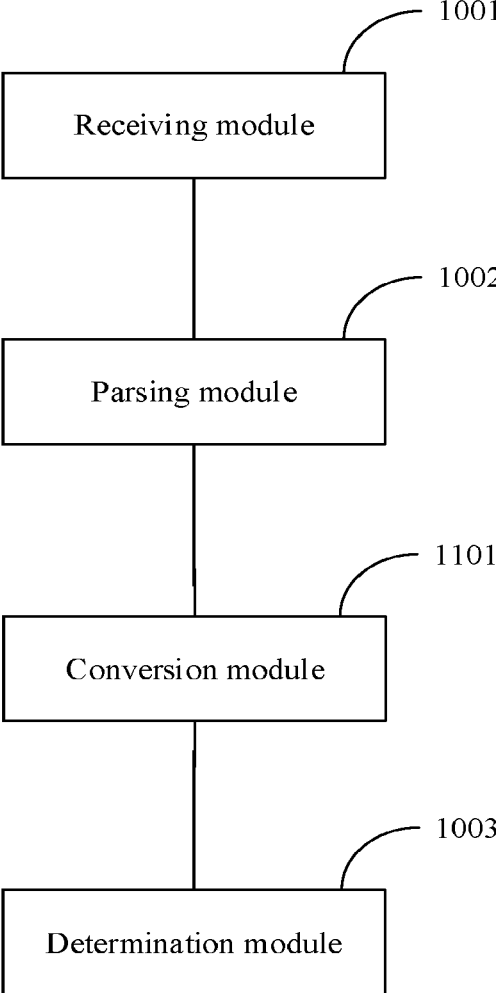 1001
Receiving module
1002
Parsing module
1101
Conversion module
1003
Determination module